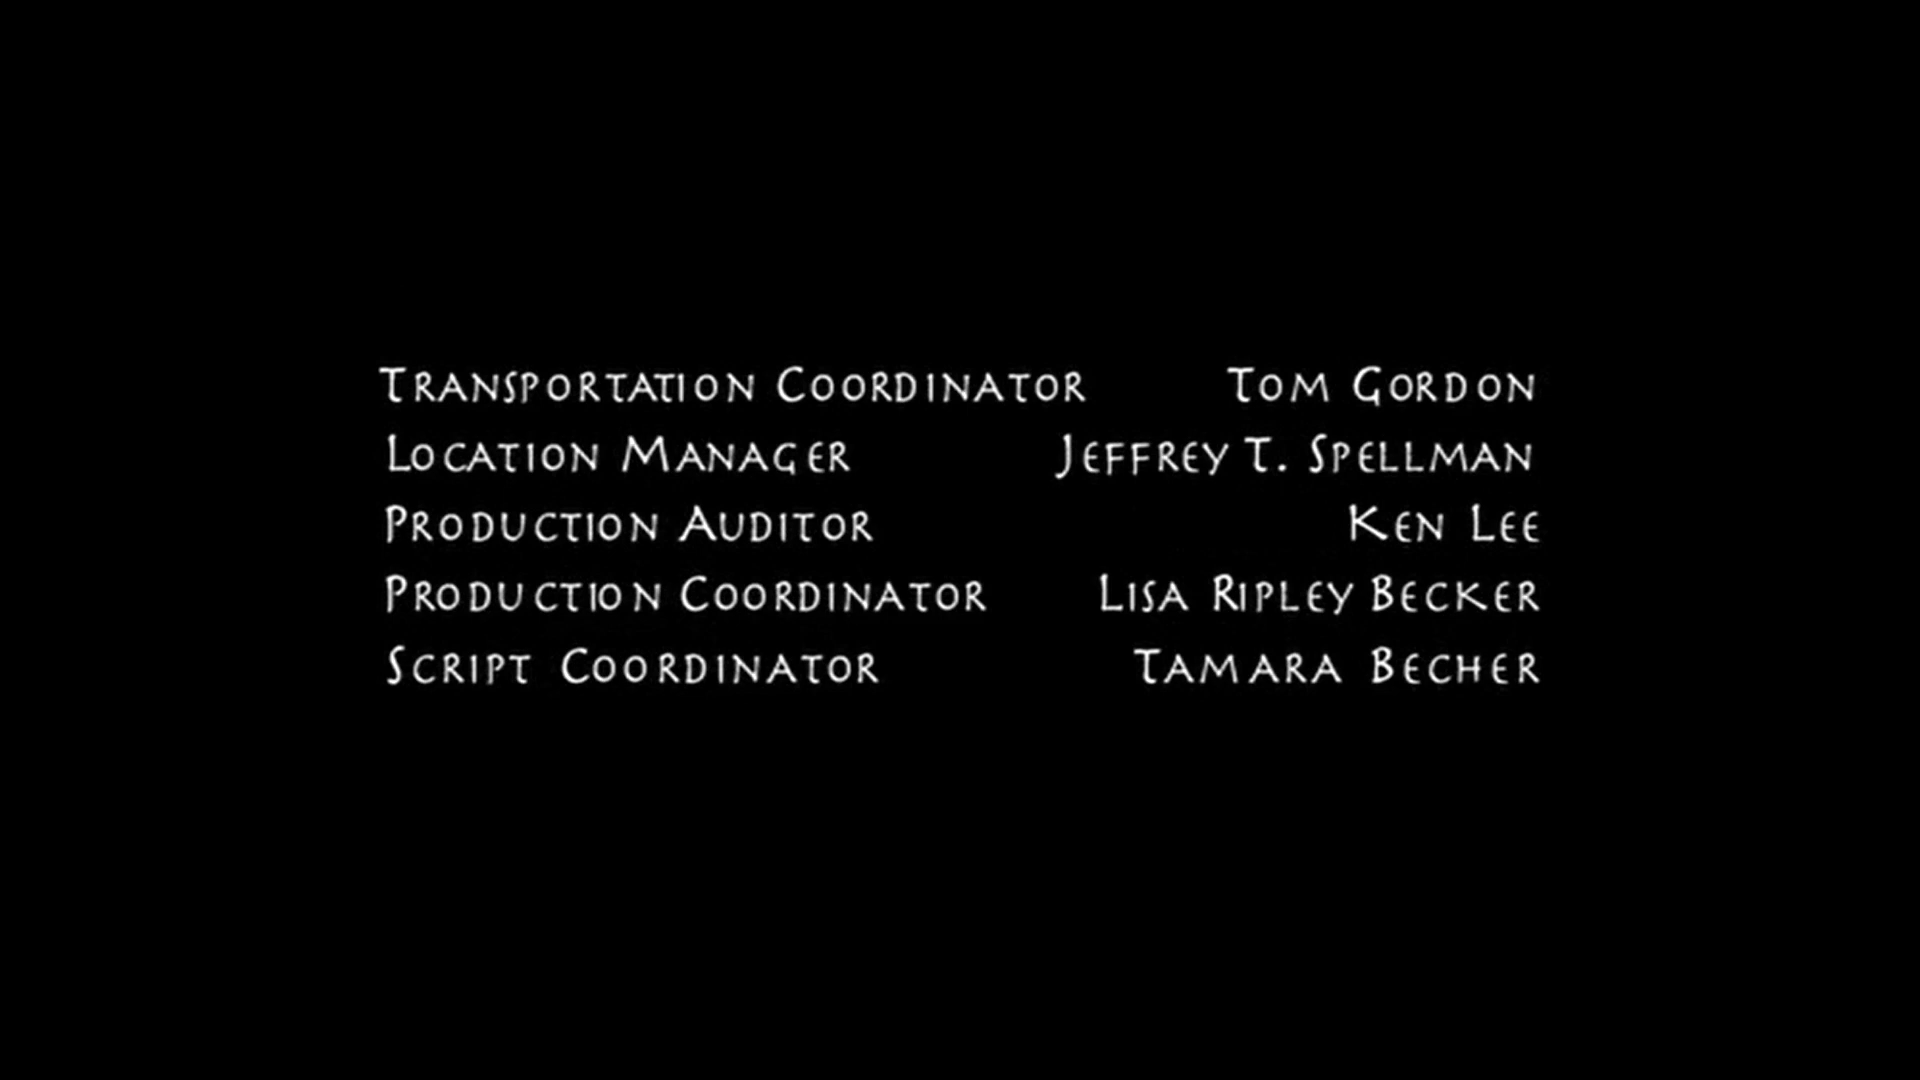 Transportation Coordinator Tom Gordon
Location Manager Jeffrey T. Spellman
Production Auditor Ken Lee
Production Coordinator Lisa Ripley Becker
Script Coordinator Tamara Becher